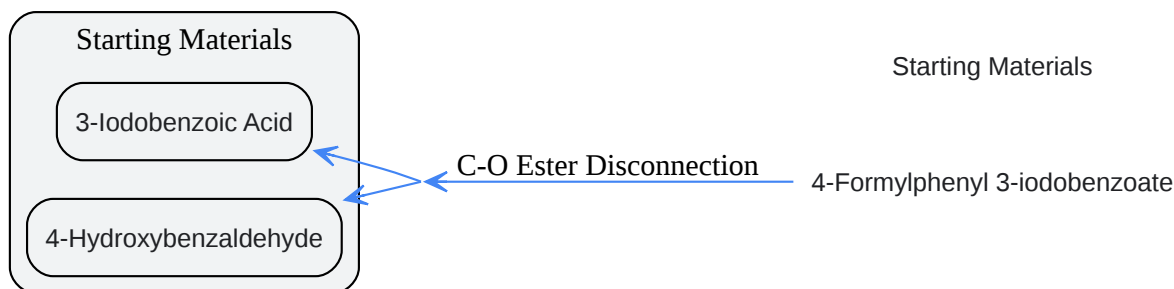 Starting Materials
3-Iodobenzoic Acid
4-Hydroxybenzaldehyde
C-O Ester Disconnection
Starting Materials
4-Formylphenyl 3-iodobenzoate